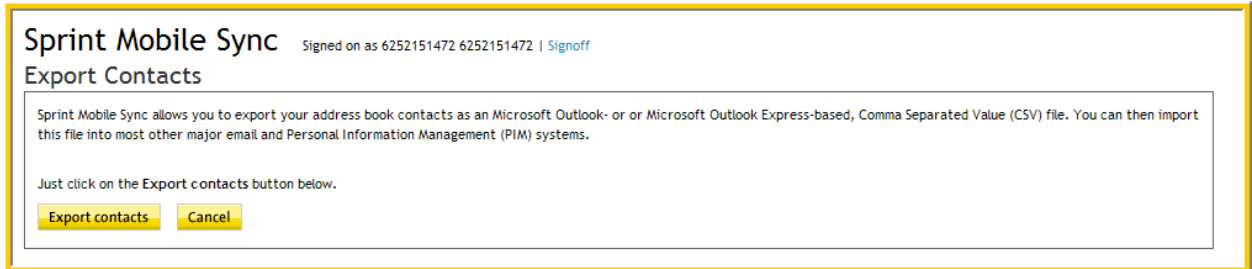 Sprint Mobile Sync Signed on as 6252151472 6252151472 | Signoff
Export Contacts
Sprint Mobile Sync allows you to export your address book contacts as an Microsoft Outlook- or or Microsoft Outlook Express-based, Comma Separated Value (CSV) file. You can then import
this file into most other major email and Personal Information Management (PIM) systems.
Just click on the Export contacts button below.
Export contacts Cancel